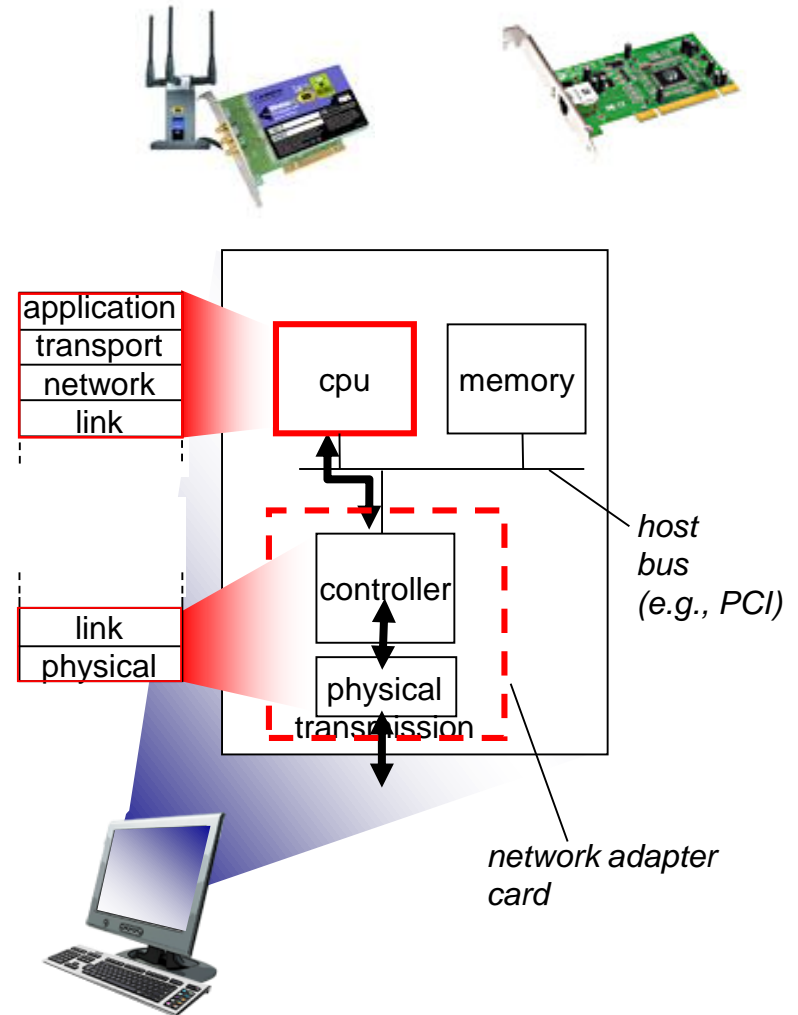 application
transport
network
link
cpu
memory
host
bus
(e.g., PCI)
controller
link
physical
physical
transmission
network adapter
card